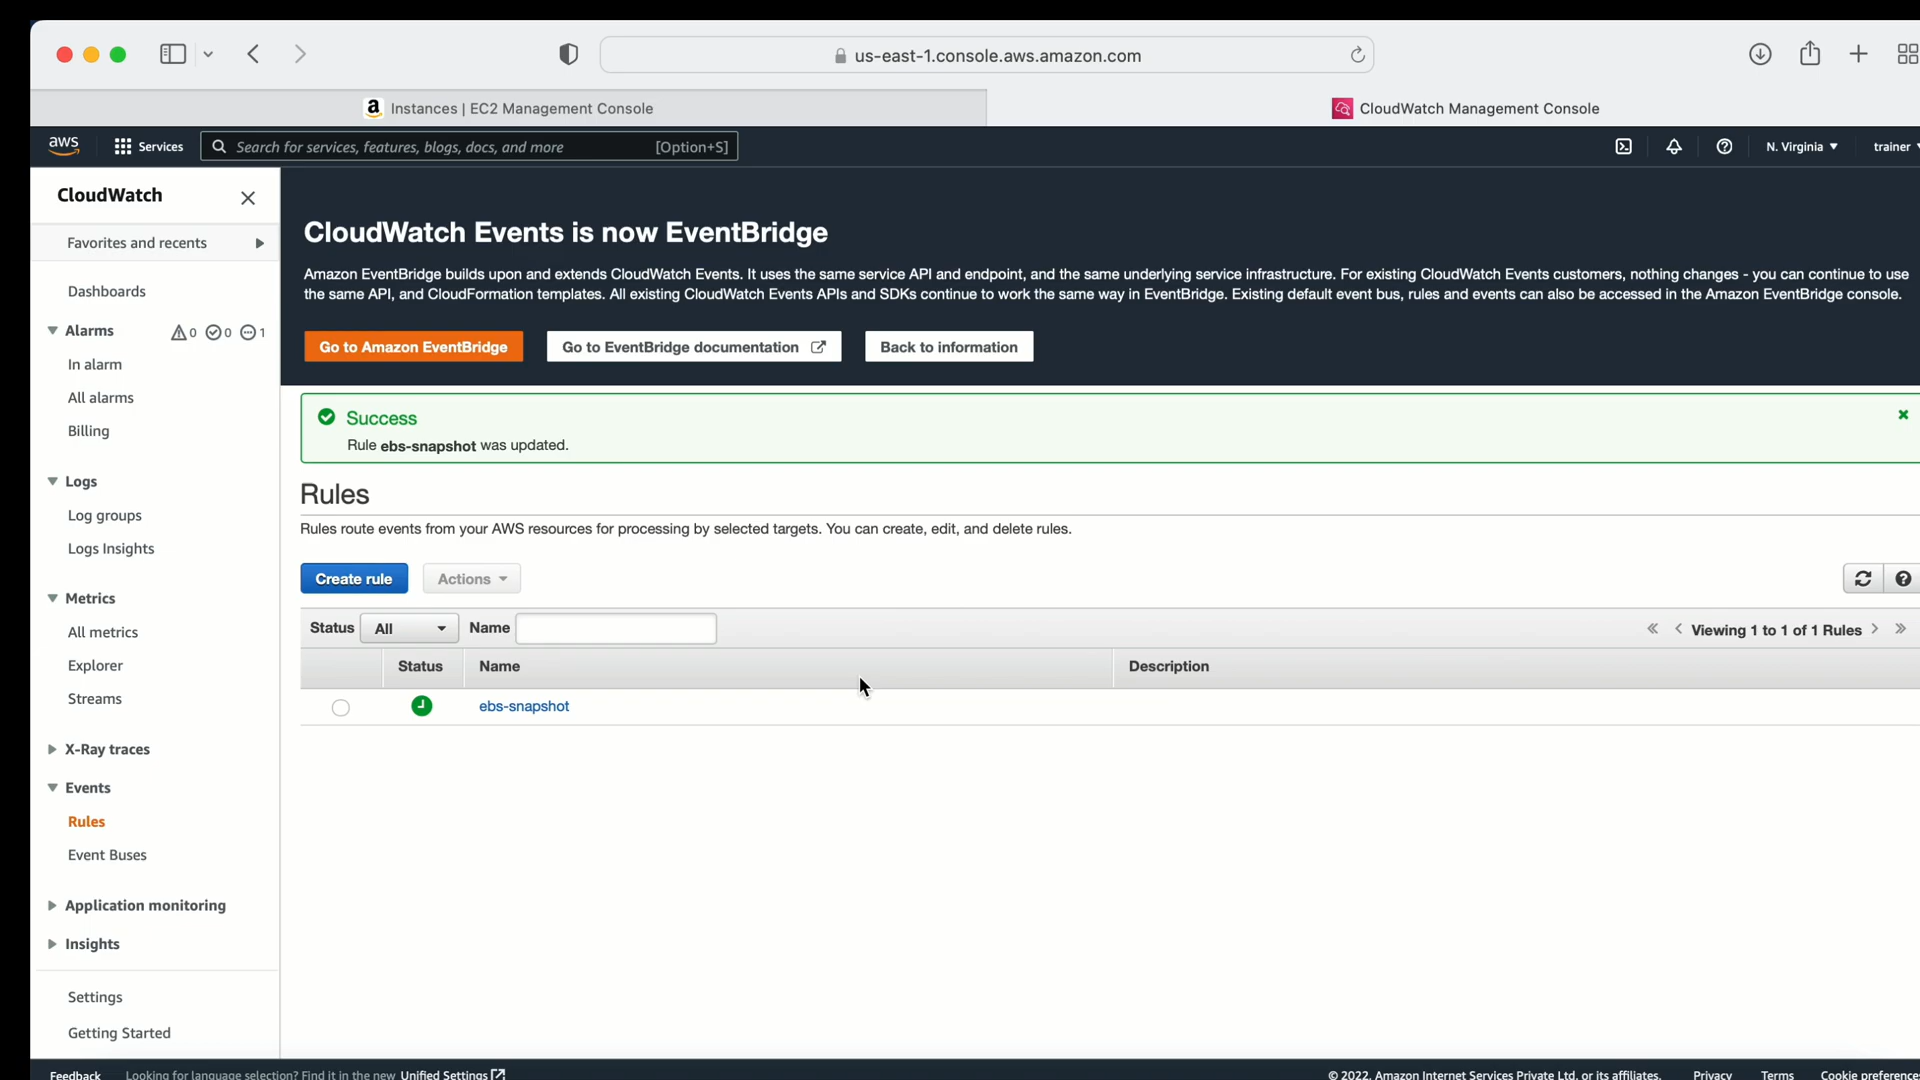 us-east-1.console.aws.amazon.com
a Instances | EC2 Management Console
CloudWatch Management Console
aws
Services
Search for services, features, blogs, docs, and more [Option+S]
N. Virginia
trainer
CloudWatch
Favorites and recents
Dashboards
Alarms 0 0 1
In alarm
All alarms
Billing
Logs
Log groups
Logs Insights
Metrics
All metrics
Explorer
Streams
X-Ray traces
Events
Rules
Event Buses
Application monitoring
Insights
Settings
Getting Started
CloudWatch Events is now EventBridge
Amazon EventBridge builds upon and extends CloudWatch Events. It uses the same service API and endpoint, and the same underlying service infrastructure. For existing CloudWatch Events customers, nothing changes - you can continue to use
the same API, and CloudFormation templates. All existing CloudWatch Events APIs and SDKs continue to work the same way in EventBridge. Existing default event bus, rules and events can also be accessed in the Amazon EventBridge console.
Go to Amazon EventBridge
Go to EventBridge documentation
Back to information
Success
Rule ebs-snapshot was updated.
Rules
Rules route events from your AWS resources for processing by selected targets. You can create, edit, and delete rules.
Create rule
Actions
Status All Name
« < Viewing 1 to 1 of 1 Rules > »
Status Name Description
ebs-snapshot
Feedback Looking for language selection? Find it in the new Unified Settings
© 2022, Amazon Internet Services Private Ltd. or its affiliates. Privacy Terms Cookie preferences